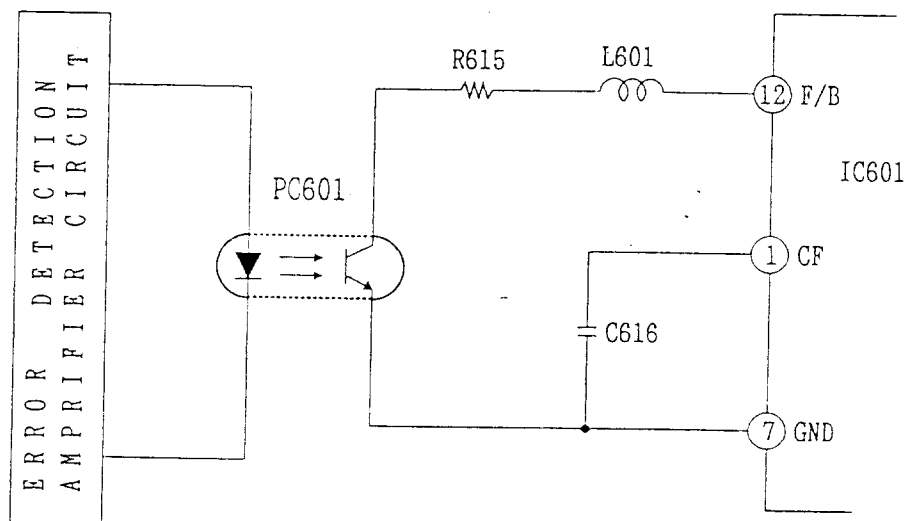 ERROR DETECTION
AMPRIFIER CIRCUIT
R615
L601
12 F/B
IC601
PC601
1 CF
C616
7 GND